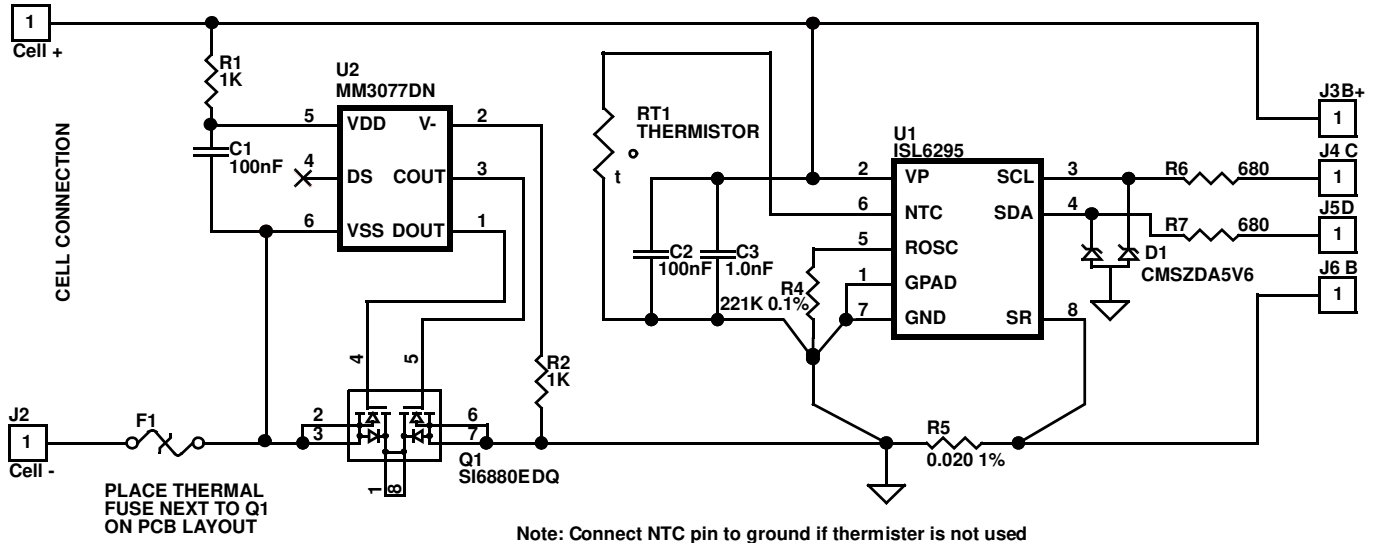 1
Cell +
R1
1K
U2
MM3077DN
5
VDD
V-
2
C1
100nF
4
DS
COUT
3
6
VSS
DOUT
1
CELL CONNECTION
RT1
THERMISTOR
t
U1
ISL6295
2
VP
SCL
3
6
NTC
SDA
4
5
ROSC
1
GPAD
7
GND
SR
8
C2
100nF
C3
1.0nF
R4
221K 0.1%
R6
680
R7
680
D1
CMSZDA5V6
J3B+
1
J4 C
1
J5D
1
J6 B
1
4
5
R2
1K
J2
1
Cell -
F1
2
3
6
7
Q1
SI6880EDQ
1
8
R5
0.020 1%
PLACE THERMAL
FUSE NEXT TO Q1
ON PCB LAYOUT
Note: Connect NTC pin to ground if thermister is not used